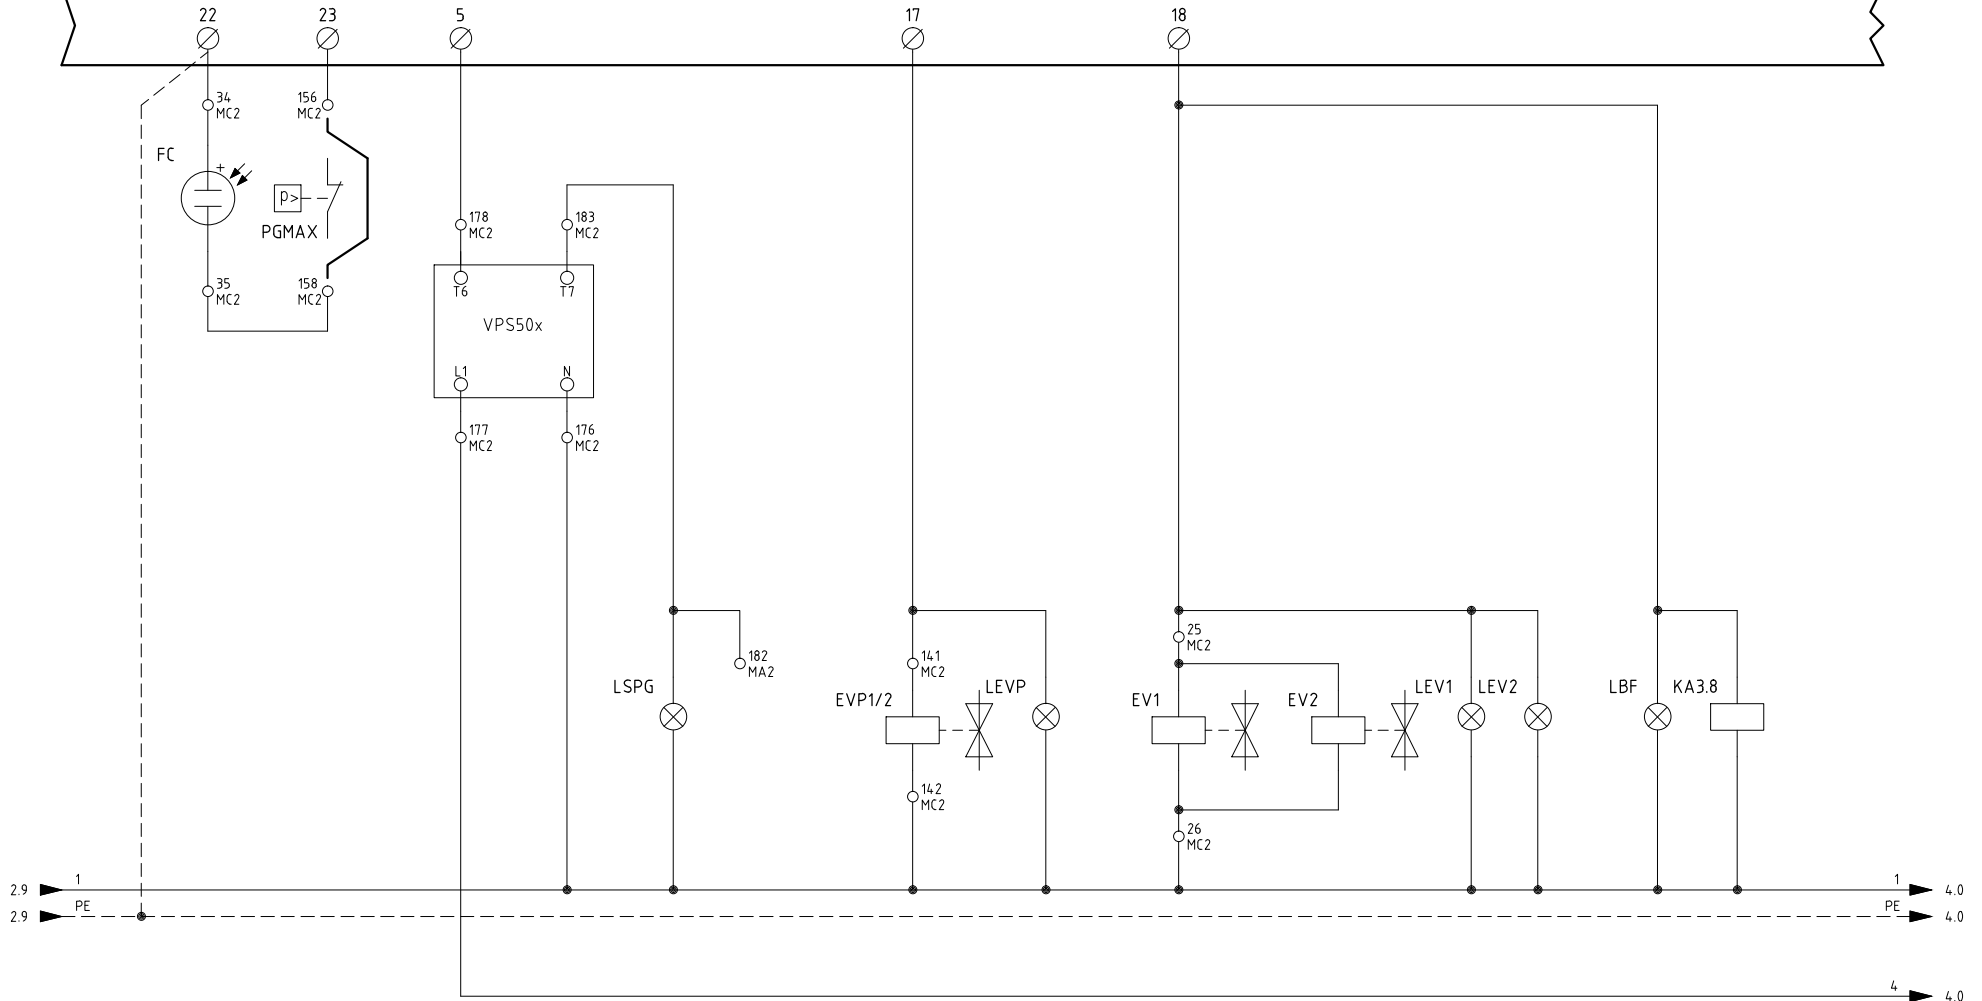 22 23 5 17 18
34
MC2
156
MC2
FC
+
p>
PGMAX
178
MC2
183
MC2
35
MC2
158
MC2
T6 T7
VPS50x
L1 N
177
MC2
176
MC2
25
MC2
182
MA2
141
MC2
LSPG EVP1/2 LEVP EV1 EV2 LEV1 LEV2 LBF KA3.8
142
MC2
26
MC2
2.9 1 1 4.0
2.9 PE PE 4.0
4 4.0